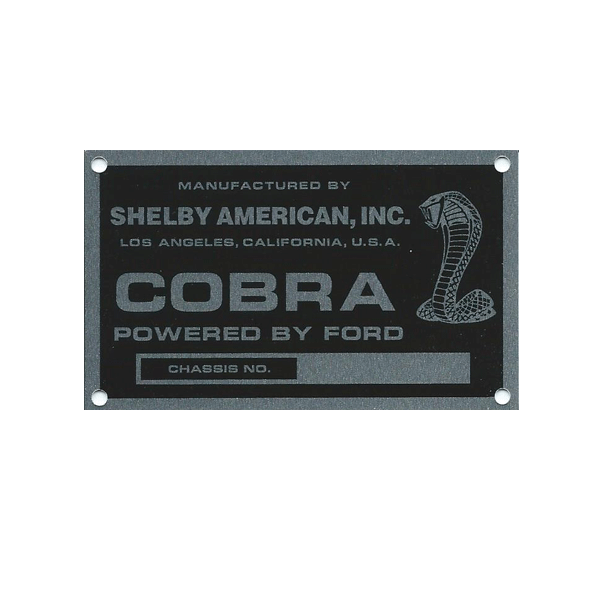 MANUFACTURED BY
SHELBY AMERICAN, INC.
LOS ANGELES, CALIFORNIA, U.S.A.
COBRA
POWERED BY FORD
CHASSIS NO.